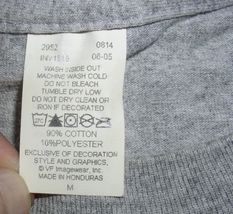 2952 0814
06-05
WASH INSIDE OUT
MACHINE WASH COLD
DO NOT BLEACH.
TUMBLE DRY LOW
DO NOT DRY CLEAN OR
IRON IF DECORATED
90% COTTON
10% POLYESTER
EXCLUSIVE OF DECORATION
STYLE AND GRAPHICS,
© VF Imagewear, Inc.
MADE IN HONDURAS
M